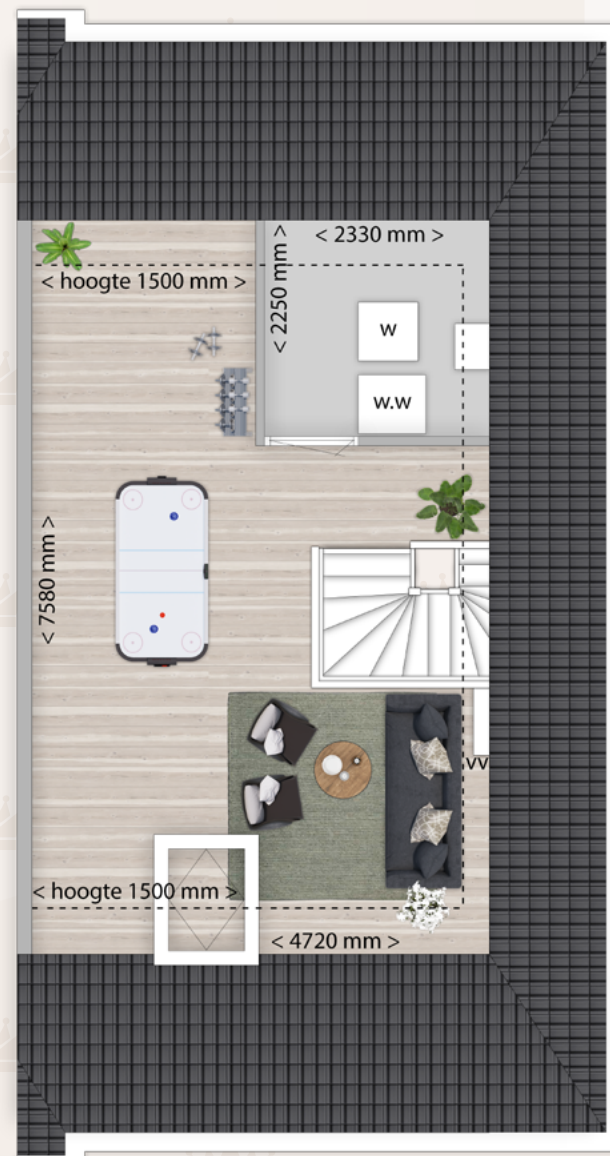 < 2330 mm >
< 2250 mm >
< hoogte 1500 mm >
w
w.w
< 7580 mm >
vv
< hoogte 1500 mm >
< 4720 mm >